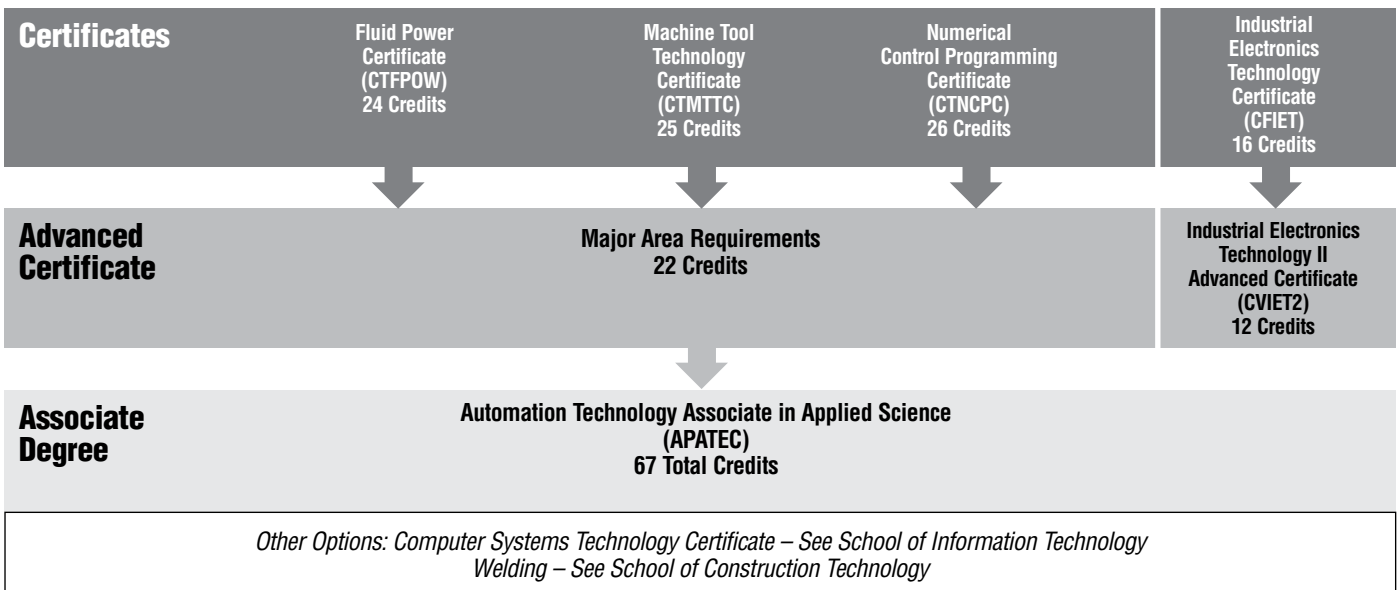 Certificates
Fluid Power
Certificate
(CTFPOW)
24 Credits
Machine Tool
Technology
Certificate
(CTMTTC)
25 Credits
Numerical
Control Programming
Certificate
(CTNCPC)
26 Credits
Industrial
Electronics
Technology
Certificate
(CFIET)
16 Credits
Advanced
Certificate
Major Area Requirements
22 Credits
Industrial Electronics
Technology II
Advanced Certificate
(CVIET2)
12 Credits
Associate
Degree
Automation Technology Associate in Applied Science
(APATEC)
67 Total Credits
Other Options: Computer Systems Technology Certificate – See School of Information Technology
Welding – See School of Construction Technology